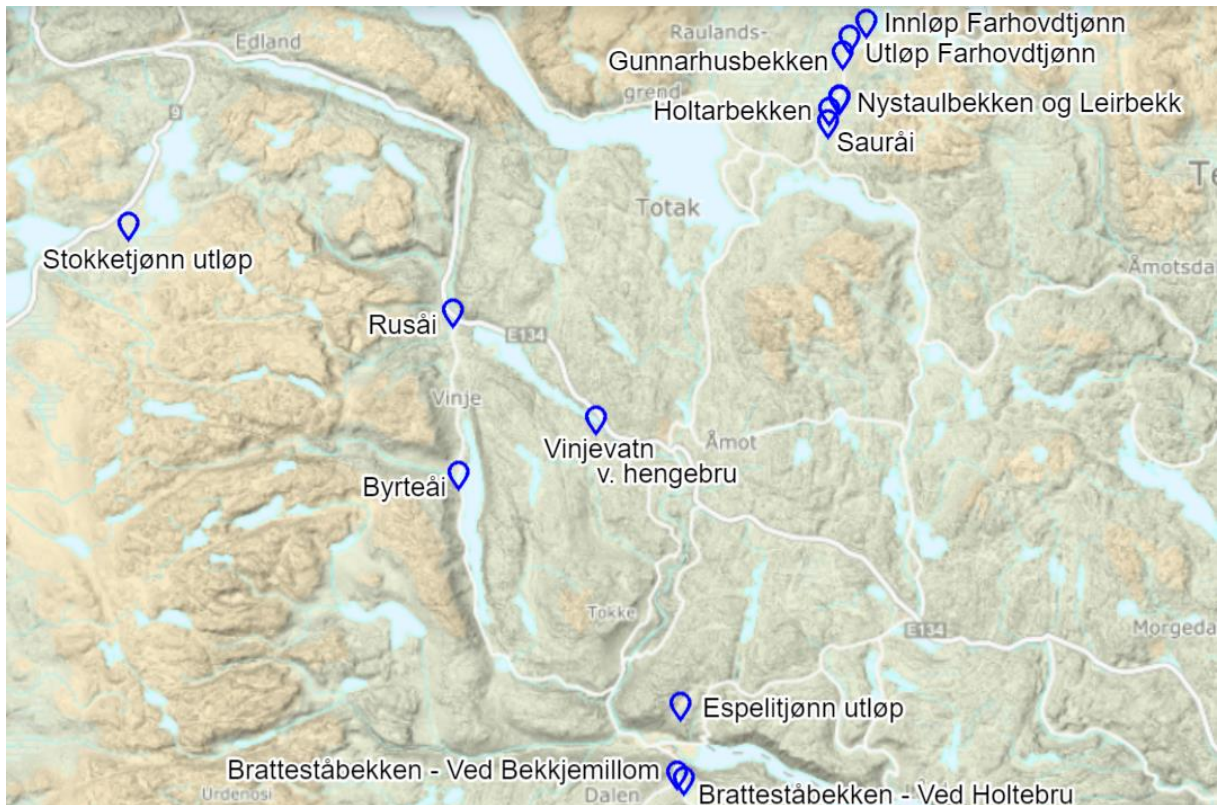 Innløp Farhovdtjønn
Edland
Raulands-
Utløp Farhovdtjønn
Gunnarhusbekken
grend
Nystaulbekken og Leirbekk
9
Holtarbekken
Sauråi
Te
Totak
Stokketjønn utløp
Åmotsdal
Rusåi
E134
Vinje
Vinjevatn
v. hengebru
Åmot
Byrteåi
Tokke
E134
Morgeda
Espelitjønn utløp
Bratteståbekken - Ved Bekkjemillom
Urdenosi
Dalen
Bratteståbekken - Ved Holtebru